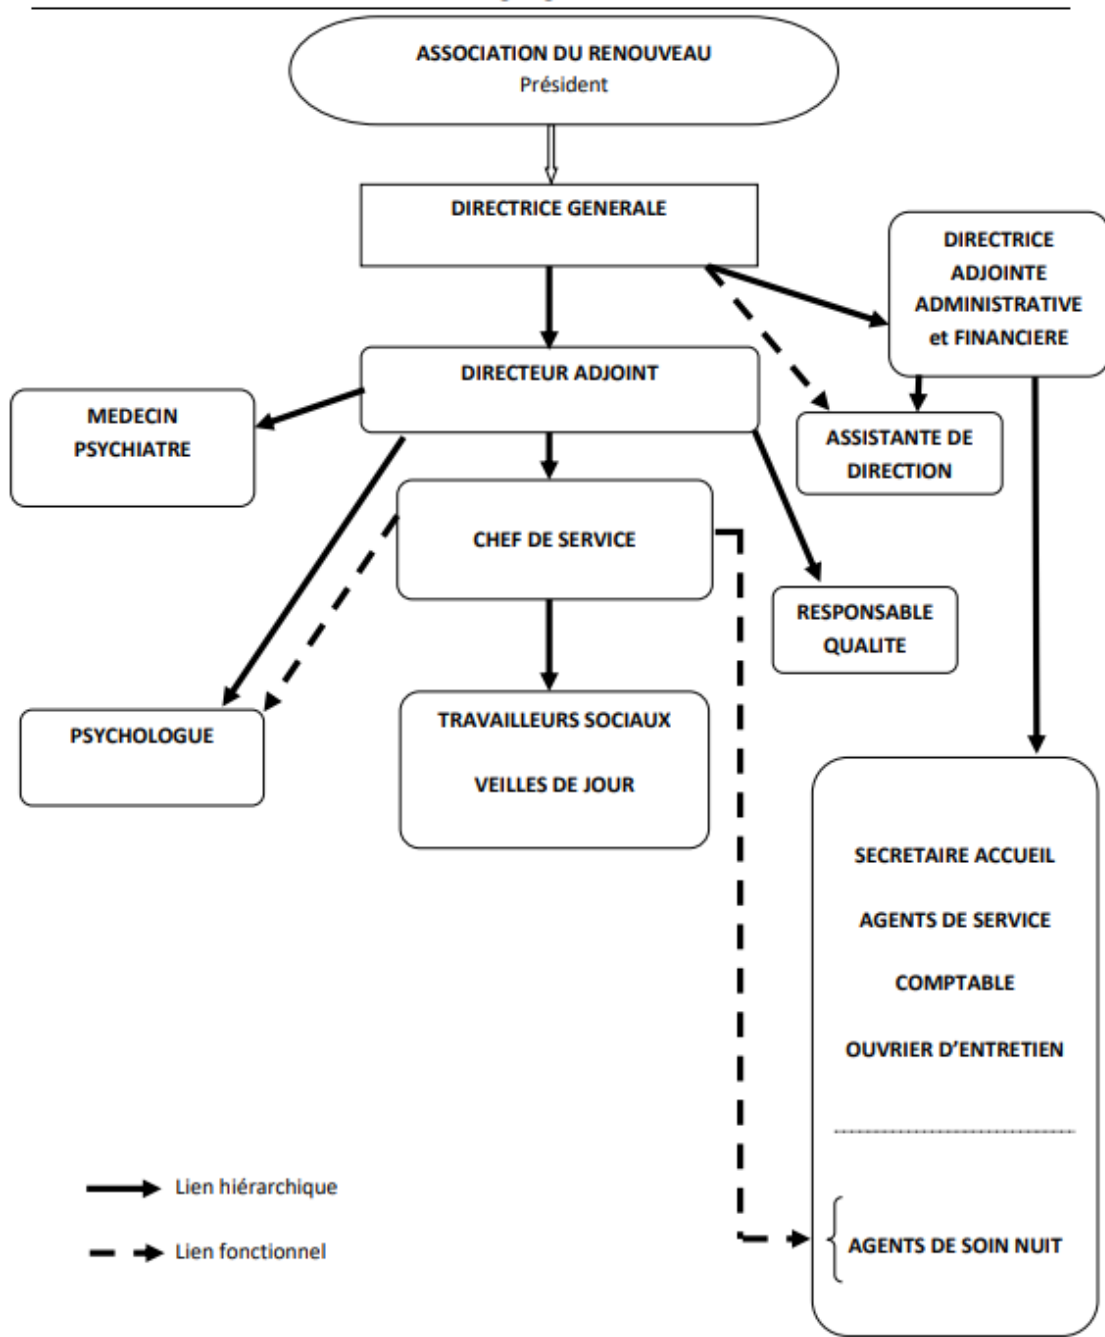 ASSOCIATION DU RENOUVEAU
Président
DIRECTRICE GENERALE
DIRECTRICE
ADJOINTE
ADMINISTRATIVE
et FINANCIERE
DIRECTEUR ADJOINT
MEDECIN
PSYCHIATRE
ASSISTANTE DE
DIRECTION
CHEF DE SERVICE
RESPONSABLE
QUALITE
PSYCHOLOGUE
TRAVAILLEURS SOCIAUX
VEILLES DE JOUR
SECRETAIRE ACCUEIL
AGENTS DE SERVICE
COMPTABLE
OUVRIER D'ENTRETIEN
AGENTS DE SOIN NUIT
Lien hiérarchique
Lien fonctionnel